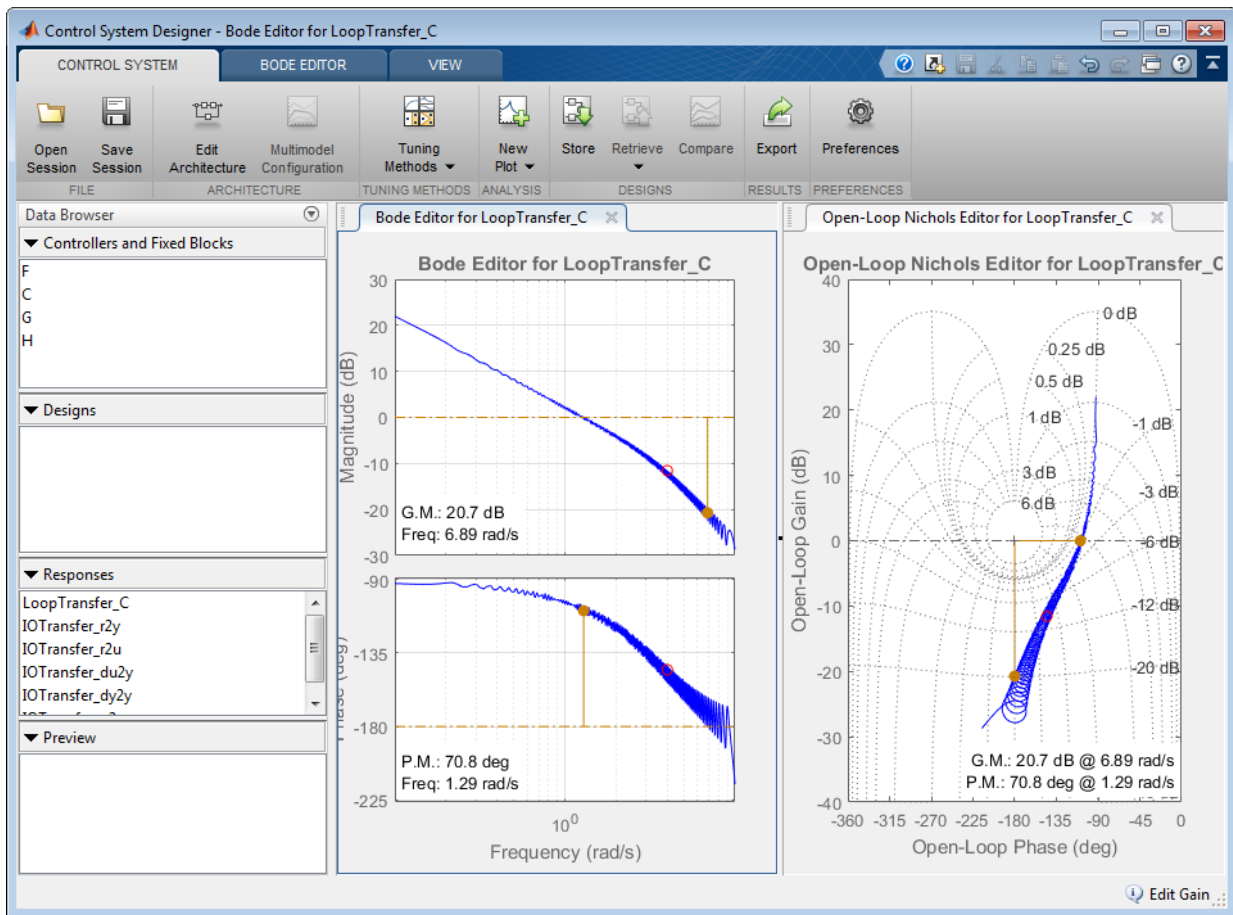 Control System Designer - Bode Editor for LoopTransfer_C
CONTROL SYSTEM
BODE EDITOR
VIEW
Open Session
Save Session
Edit Architecture
Multimodel Configuration
Tuning Methods
New Plot
Store
Retrieve
Compare
Export
Preferences
FILE
ARCHITECTURE
TUNING METHODS
ANALYSIS
DESIGNS
RESULTS
PREFERENCES
Data Browser
Controllers and Fixed Blocks
F
C
G
H
Designs
Responses
LoopTransfer_C
IOTransfer_r2y
IOTransfer_r2u
IOTransfer_du2y
IOTransfer_dy2y
Preview
Bode Editor for LoopTransfer_C
Bode Editor for LoopTransfer_C
30
20
10
0
-10
-20
-30
Magnitude (dB)
G.M.: 20.7 dB
Freq: 6.89 rad/s
-90
-135
-180
-225
Phase (deg)
P.M.: 70.8 deg
Freq: 1.29 rad/s
10⁰
Frequency (rad/s)
Open-Loop Nichols Editor for LoopTransfer_C
Open-Loop Nichols Editor for LoopTransfer_C
40
30
20
10
0
-10
-20
-30
-40
Open-Loop Gain (dB)
0 dB
0.25 dB
0.5 dB
1 dB
-1 dB
3 dB
-3 dB
6 dB
-6 dB
-12 dB
-20 dB
G.M.: 20.7 dB @ 6.89 rad/s
P.M.: 70.8 deg @ 1.29 rad/s
-360 -315 -270 -225 -180 -135 -90 -45 0
Open-Loop Phase (deg)
Edit Gain